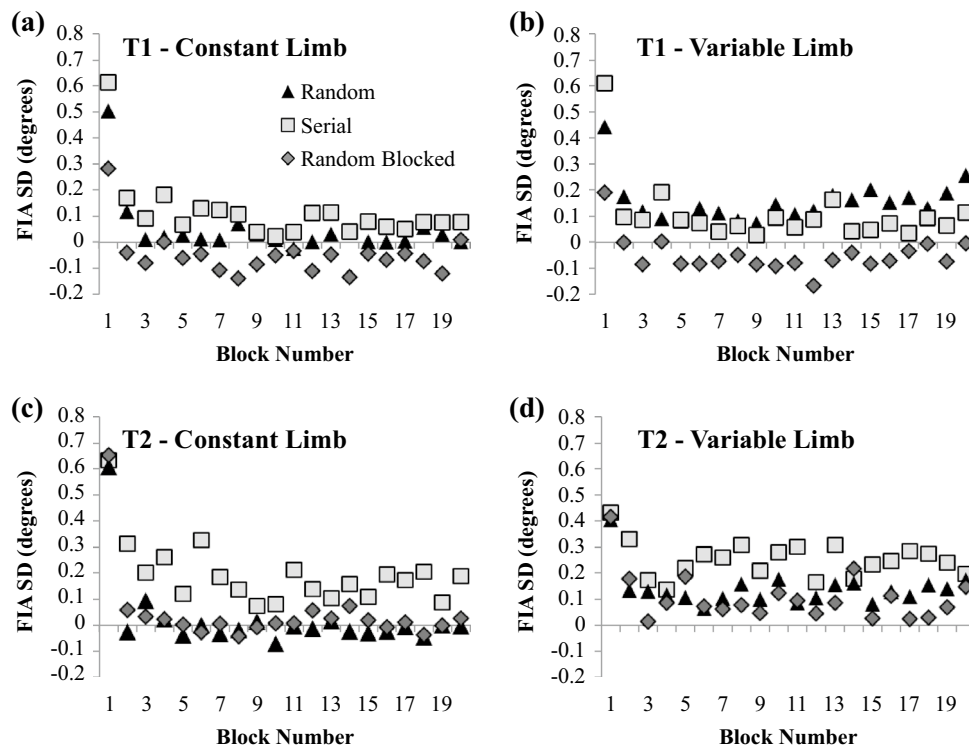 (a)
T1 - Constant Limb
FIA SD (degrees)
0.8
0.7
0.6
0.5
0.4
0.3
0.2
0.1
0
-0.1
-0.2
Random
Serial
Random Blocked
1 3 5 7 9 11 13 15 17 19
Block Number
(b)
T1 - Variable Limb
FIA SD (degrees)
0.8
0.7
0.6
0.5
0.4
0.3
0.2
0.1
0
-0.1
-0.2
1 3 5 7 9 11 13 15 17 19
Block Number
(c)
T2 - Constant Limb
FIA SD (degrees)
0.8
0.7
0.6
0.5
0.4
0.3
0.2
0.1
0
-0.1
-0.2
1 3 5 7 9 11 13 15 17 19
Block Number
(d)
T2 - Variable Limb
FIA SD (degrees)
0.8
0.7
0.6
0.5
0.4
0.3
0.2
0.1
0
-0.1
-0.2
1 3 5 7 9 11 13 15 17 19
Block Number